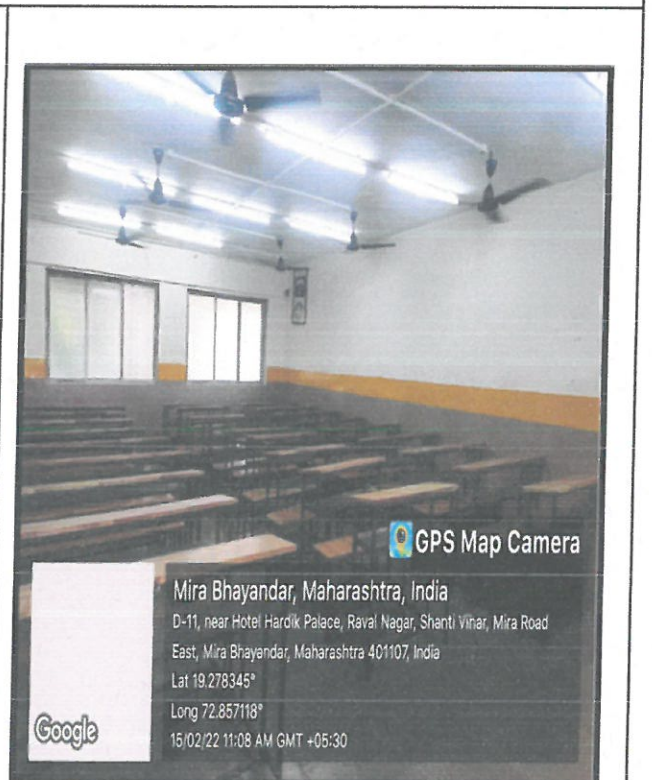 GPS Map Camera
Mira Bhayandar, Maharashtra, India
D-11, near Hotel Hardik Palace, Raval Nagar, Shanti Vihar, Mira Road
East, Mira Bhayandar, Maharashtra 401107, India
Lat 19.278345°
Long 72.857118°
15/02/22 11:08 AM GMT +05:30
Google